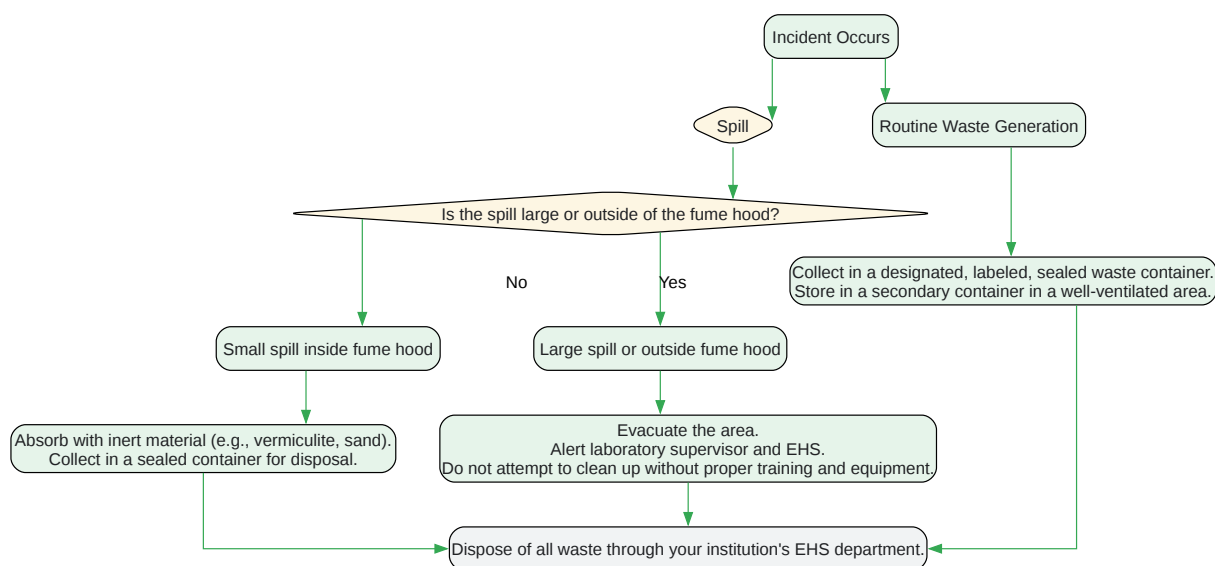 Incident Occurs
Spill
Routine Waste Generation
Is the spill large or outside of the fume hood?
Collect in a designated, labeled, sealed waste container.
Store in a secondary container in a well-ventilated area.
No
Yes
Small spill inside fume hood
Large spill or outside fume hood
Absorb with inert material (e.g., vermiculite, sand).
Collect in a sealed container for disposal.
Evacuate the area.
Alert laboratory supervisor and EHS.
Do not attempt to clean up without proper training and equipment.
Dispose of all waste through your institution's EHS department.